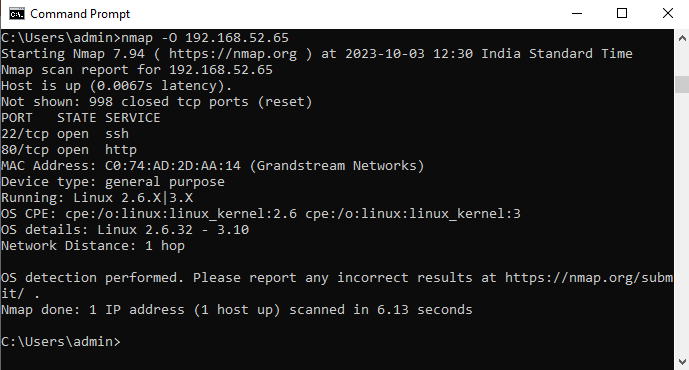 Command Prompt
C:\Users\admin>nmap -O 192.168.52.65
Starting Nmap 7.94 ( https://nmap.org ) at 2023-10-03 12:30 India Standard Time
Nmap scan report for 192.168.52.65
Host is up (0.0067s latency).
Not shown: 998 closed tcp ports (reset)
PORT   STATE SERVICE
22/tcp open  ssh
80/tcp open  http
MAC Address: C0:74:AD:2D:AA:14 (Grandstream Networks)
Device type: general purpose
Running: Linux 2.6.X|3.X
OS CPE: cpe:/o:linux:linux_kernel:2.6 cpe:/o:linux:linux_kernel:3
OS details: Linux 2.6.32 - 3.10
Network Distance: 1 hop
OS detection performed. Please report any incorrect results at https://nmap.org/subm
it/ .
Nmap done: 1 IP address (1 host up) scanned in 6.13 seconds
C:\Users\admin>